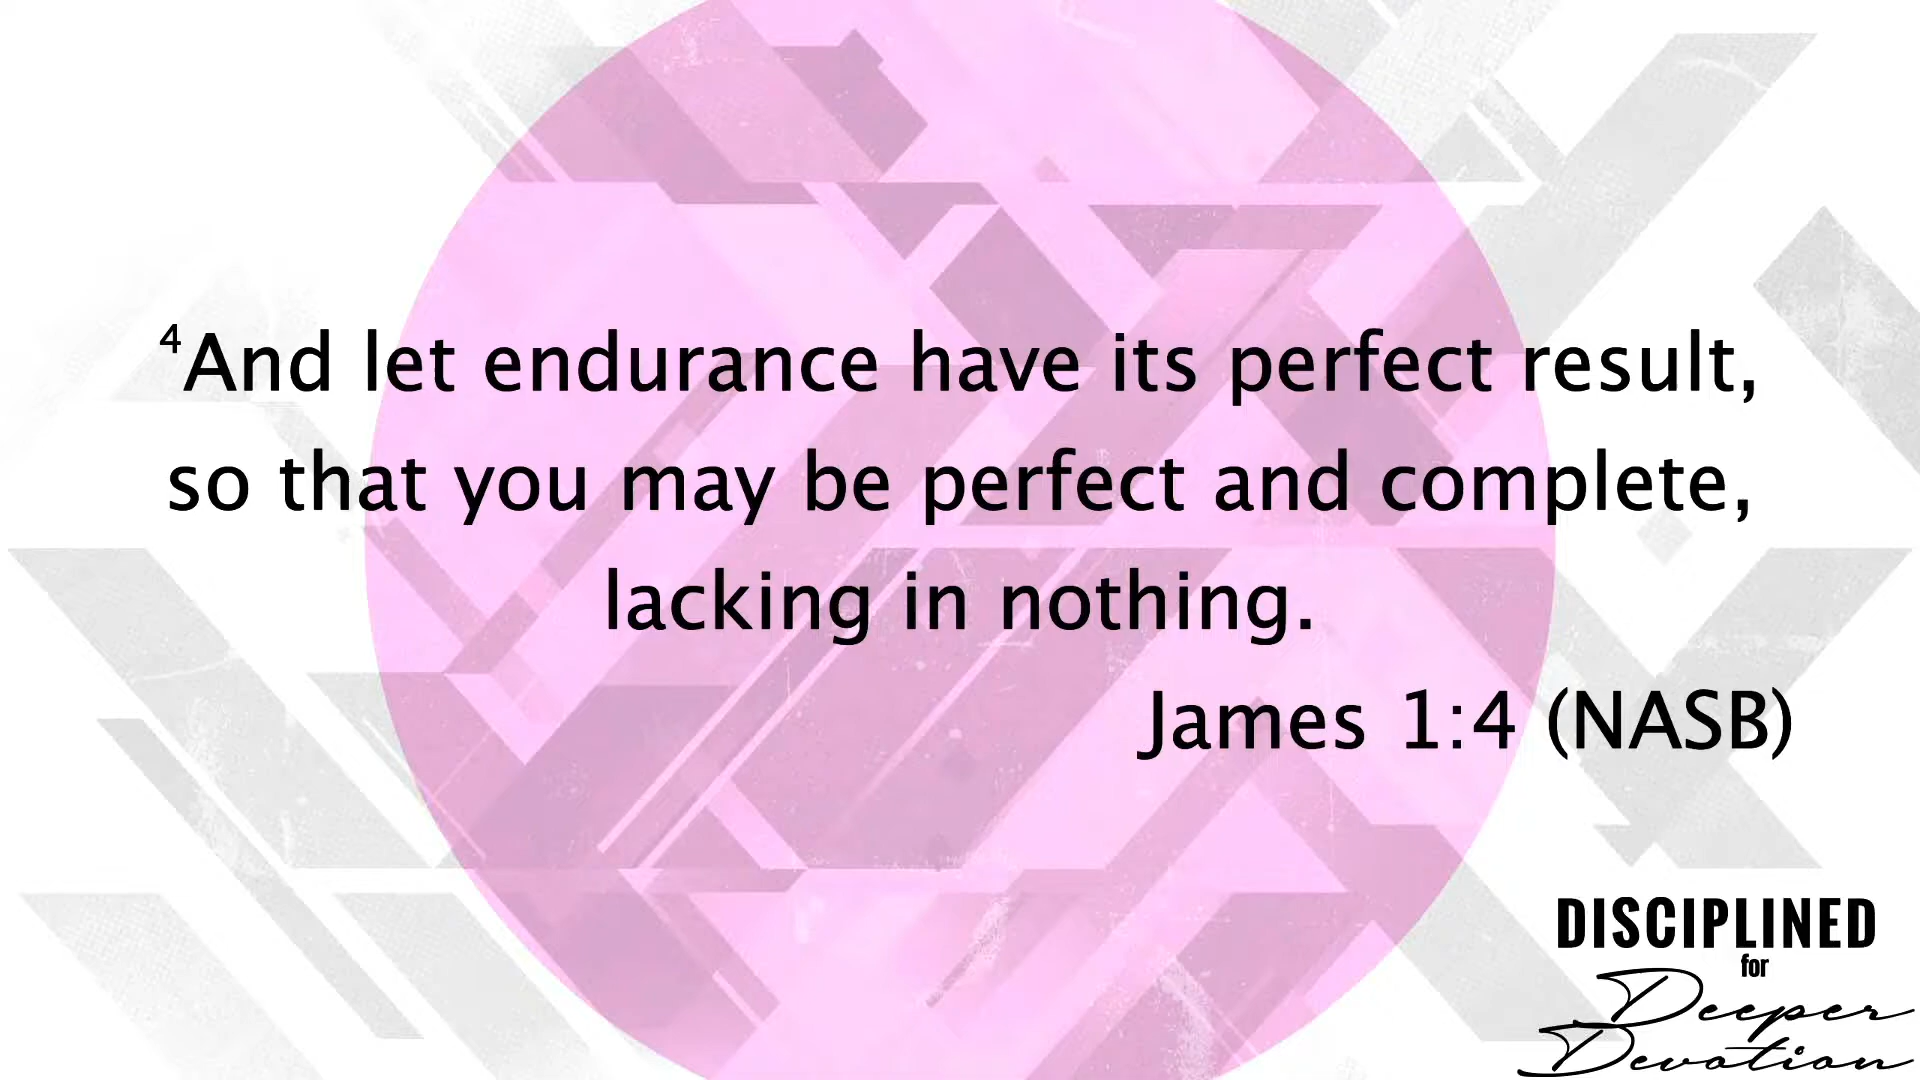 ⁴And let endurance have its perfect result,
so that you may be perfect and complete,
lacking in nothing.
James 1:4 (NASB)
DISCIPLINED
for
Deeper
Devotion